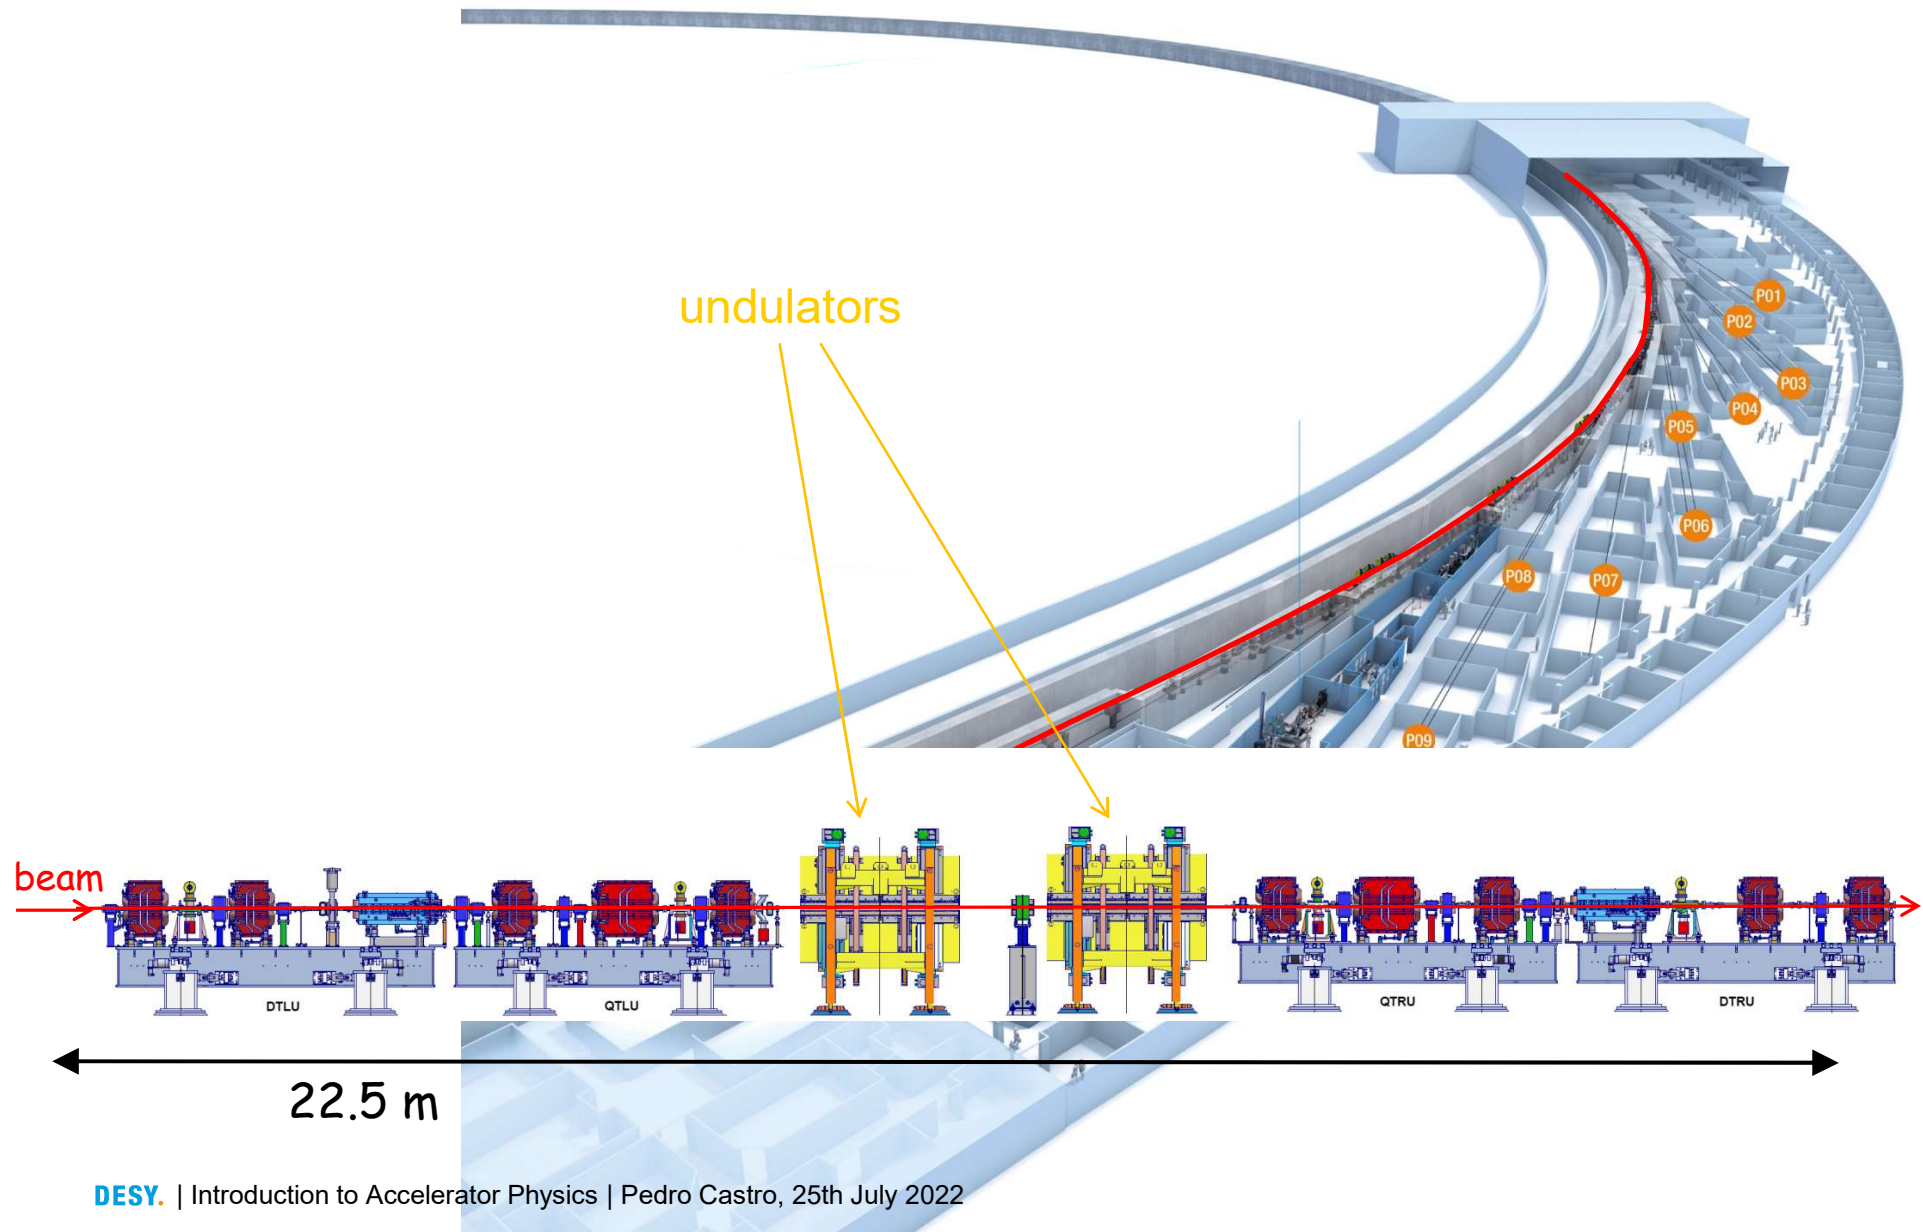 undulators
P01
P02
P03
P04
P05
P06
P07
P08
P09
beam
DTLU
QTLU
QTRU
DTRU
22.5 m
DESY. | Introduction to Accelerator Physics | Pedro Castro, 25th July 2022